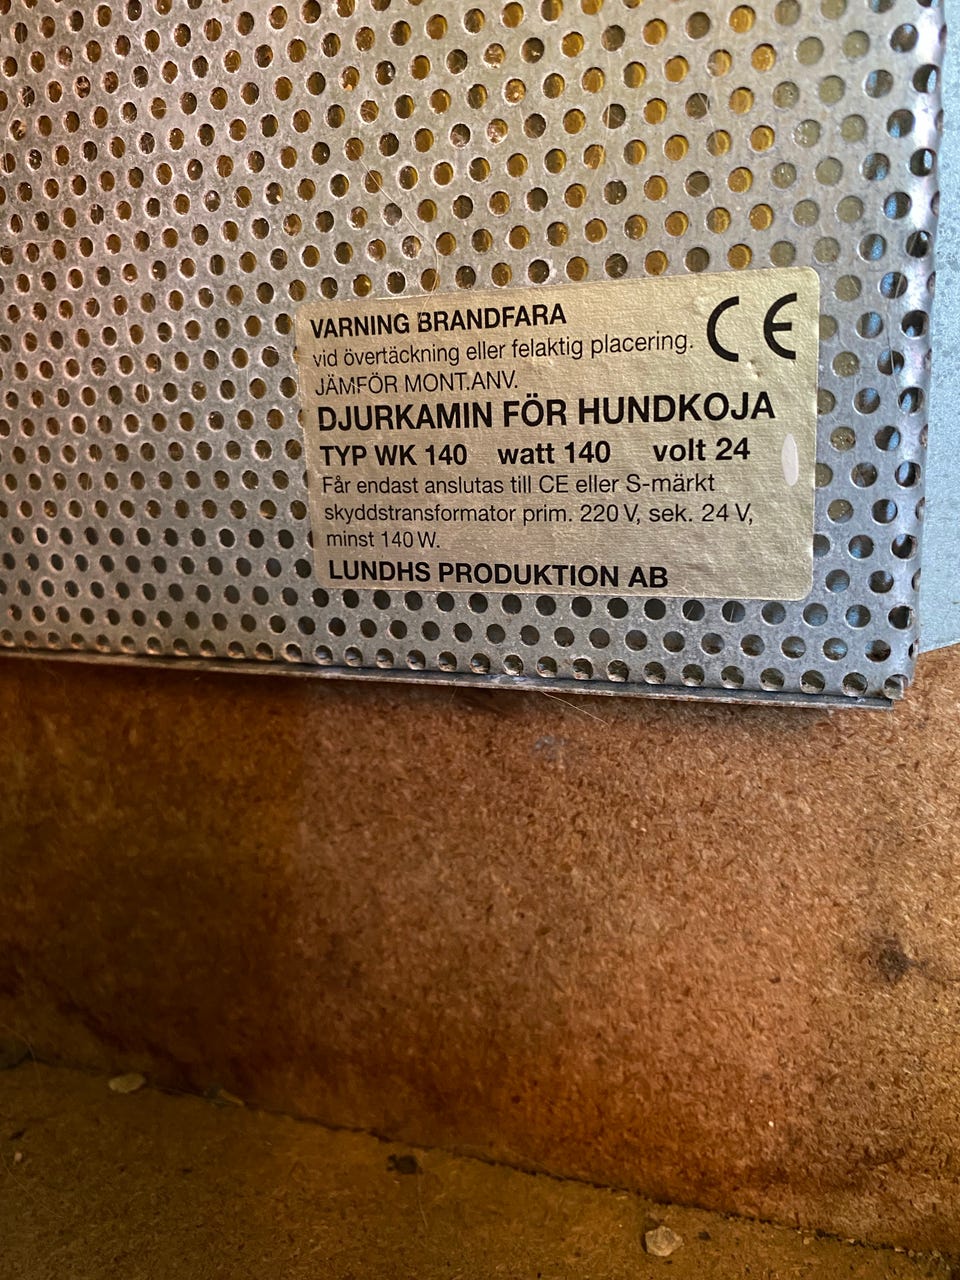 VARNING BRANDFARA
vid övertäckning eller felaktig placering.
CE
JÄMFÖR MONT.ANV.
DJURKAMIN FÖR HUNDKOJA
TYP WK 140 watt 140 volt 24
Får endast anslutas till CE eller S-märkt
skyddstransformator prim. 220 V, sek. 24 V,
minst 140 W.
LUNDHS PRODUKTION AB